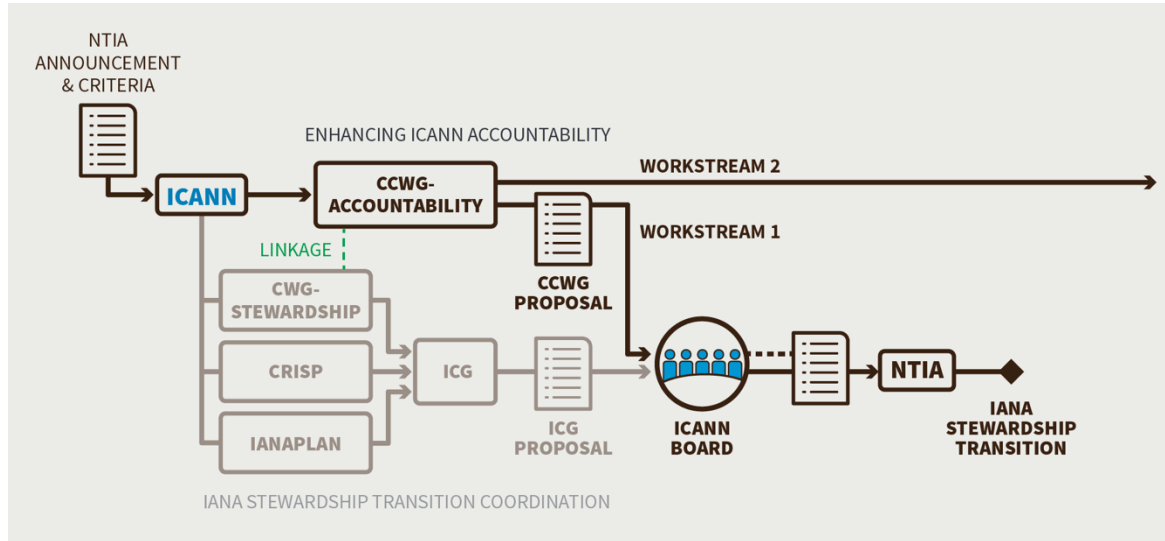 NTIA
ANNOUNCEMENT
& CRITERIA
ENHANCING ICANN ACCOUNTABILITY
ICANN
CCWG-
ACCOUNTABILITY
WORKSTREAM 2
WORKSTREAM 1
LINKAGE
CCWG
PROPOSAL
CWG-
STEWARDSHIP
CRISP
IANAPLAN
ICG
ICG
PROPOSAL
ICANN
BOARD
NTIA
IANA
STEWARDSHIP
TRANSITION
IANA STEWARDSHIP TRANSITION COORDINATION